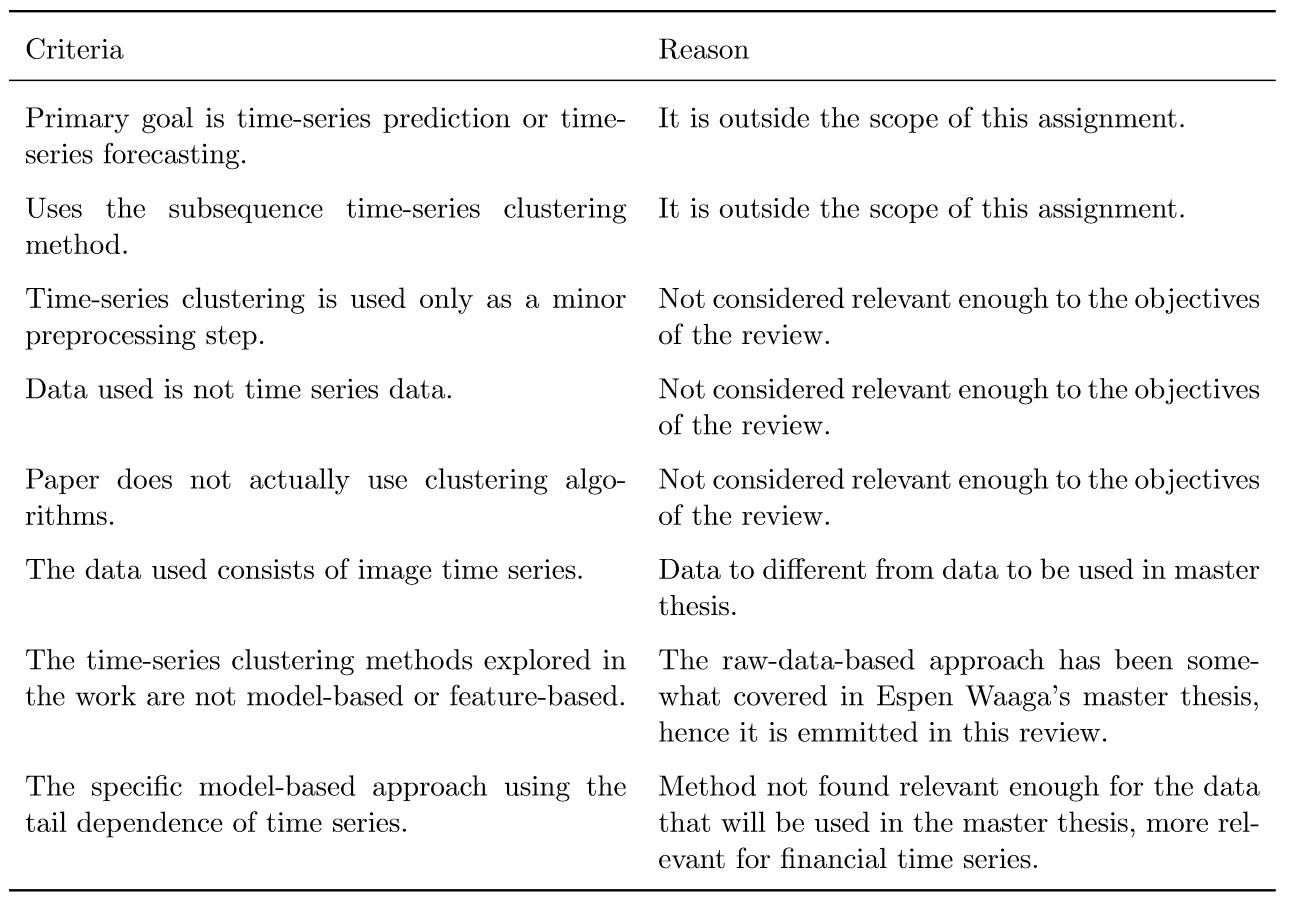 Criteria
Reason
Primary goal is time-series prediction or time-
series forecasting.
It is outside the scope of this assignment.
Uses the subsequence time-series clustering
method.
It is outside the scope of this assignment.
Time-series clustering is used only as a minor
preprocessing step.
Not considered relevant enough to the objectives
of the review.
Data used is not time series data.
Not considered relevant enough to the objectives
of the review.
Paper does not actually use clustering algo-
rithms.
Not considered relevant enough to the objectives
of the review.
The data used consists of image time series.
Data to different from data to be used in master
thesis.
The time-series clustering methods explored in
the work are not model-based or feature-based.
The raw-data-based approach has been some-
what covered in Espen Waaga's master thesis,
hence it is emmitted in this review.
The specific model-based approach using the
tail dependence of time series.
Method not found relevant enough for the data
that will be used in the master thesis, more rel-
evant for financial time series.